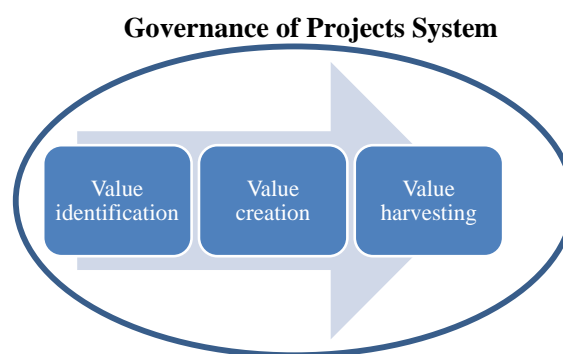 Governance of Projects System
Value
identification
Value
creation
Value
harvesting